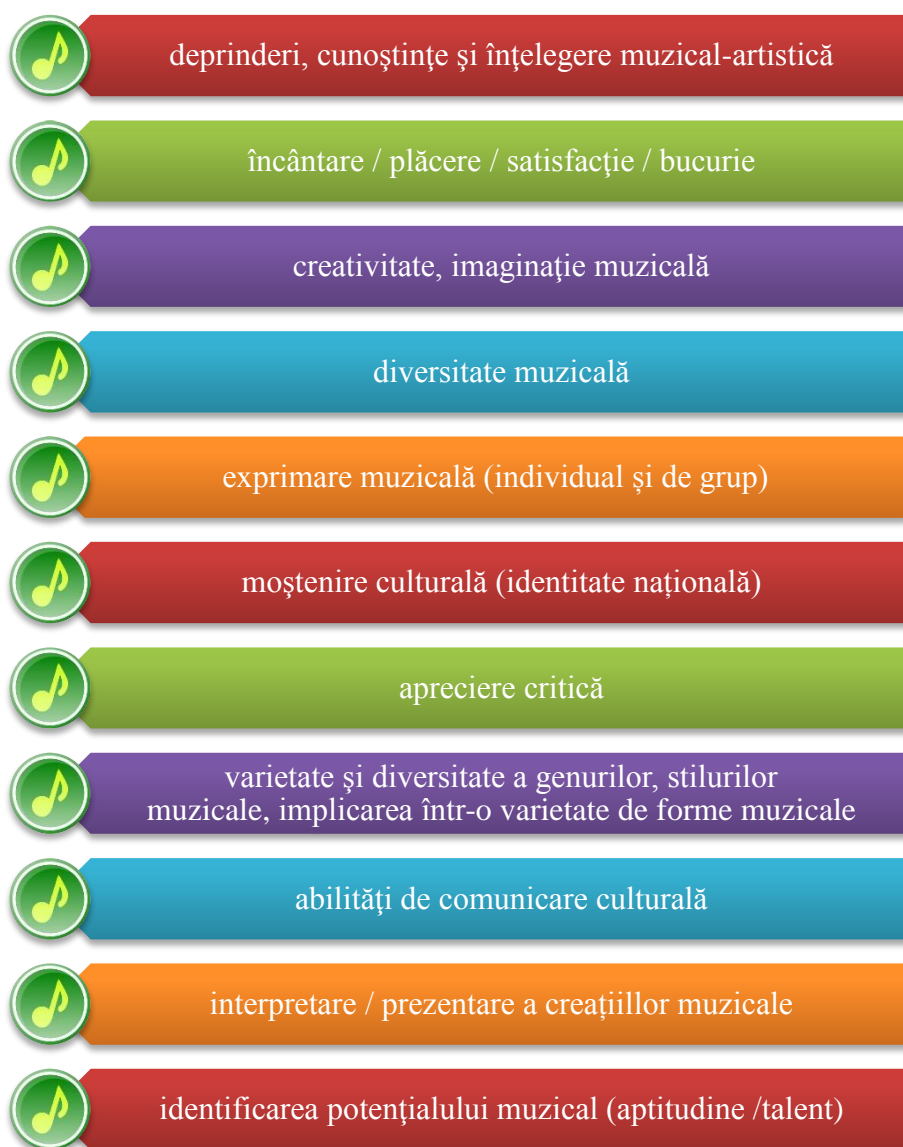 deprinderi, cunoştinţe şi înţelegere muzical-artistică
încântare / plăcere / satisfacţie / bucurie
creativitate, imaginaţie muzicală
diversitate muzicală
exprimare muzicală (individual și de grup)
moştenire culturală (identitate națională)
apreciere critică
varietate şi diversitate a genurilor, stilurilor
muzicale, implicarea într-o varietate de forme muzicale
abilităţi de comunicare culturală
interpretare / prezentare a creațiillor muzicale
identificarea potenţialului muzical (aptitudine /talent)